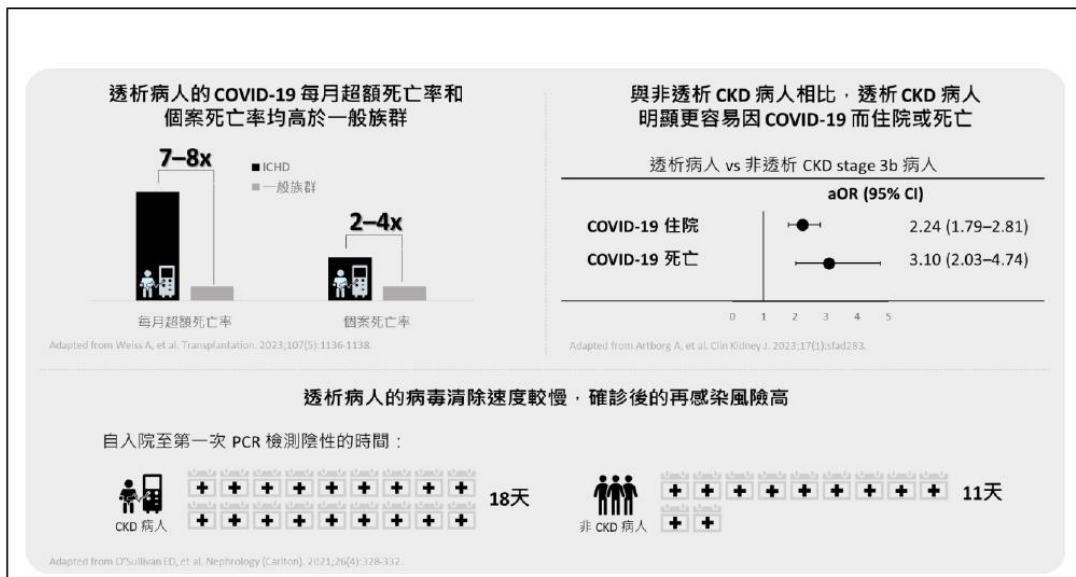 透析病人的 COVID-19 每月超額死亡率和
個案死亡率均高於一般族群
7–8x
ICHD
一般族群
2–4x
每月超額死亡率
個案死亡率
Adapted from Weiss A, et al. Transplantation. 2023;107(5):1136-1138.
與非透析 CKD 病人相比，透析 CKD 病人
明顯更容易因 COVID-19 而住院或死亡
透析病人 vs 非透析 CKD stage 3b 病人
aOR (95% CI)
COVID-19 住院 2.24 (1.79–2.81)
COVID-19 死亡 3.10 (2.03–4.74)
0 1 2 3 4 5
Adapted from Artborg A, et al. Clin Kidney J. 2023;17(1):sfad283.
透析病人的病毒清除速度較慢，確診後的再感染風險高
自入院至第一次 PCR 檢測陰性的時間：
18天
CKD 病人
11天
非 CKD 病人
Adapted from O'Sullivan ED, et al. Nephrology (Carlton). 2021;26(4):328-332.